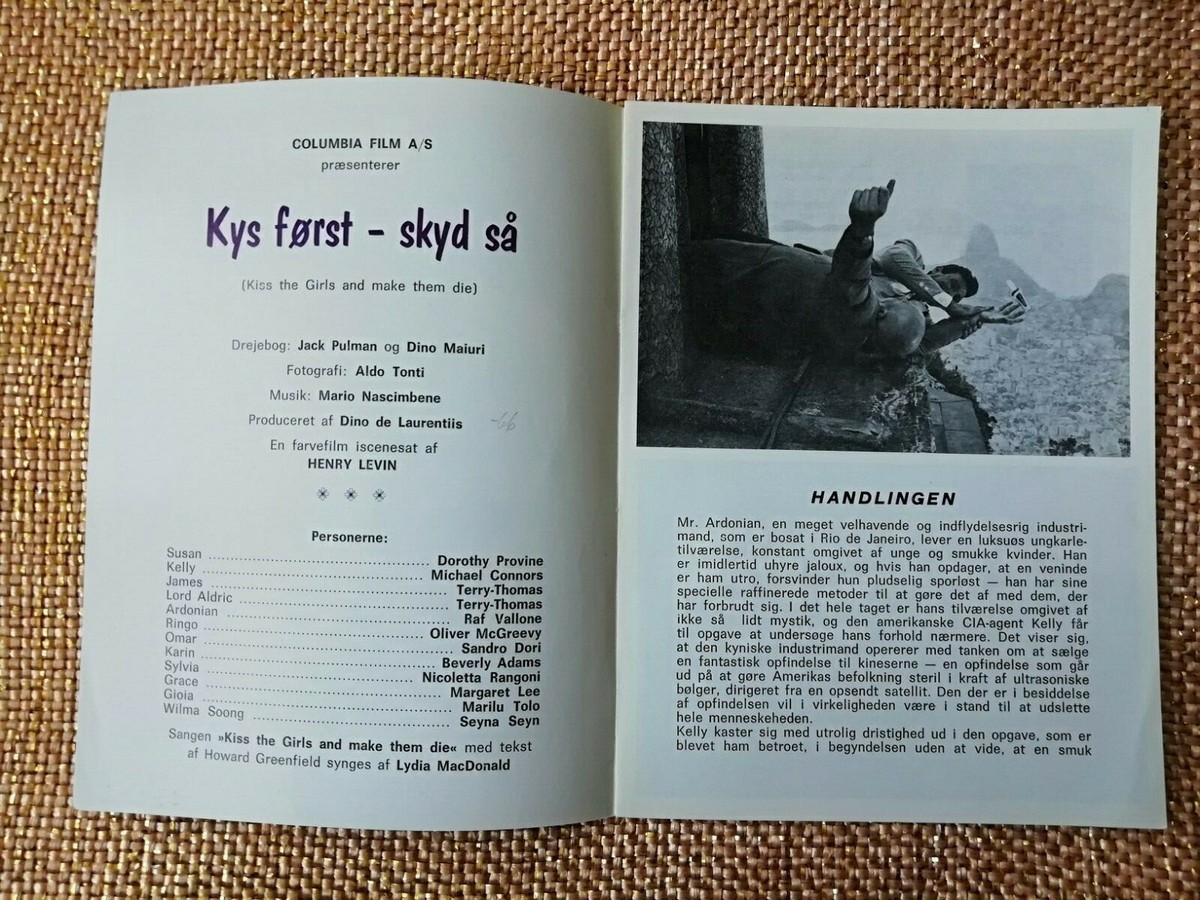 COLUMBIA FILM A/S
præsenterer
Kys først - skyd så
(Kiss the Girls and make them die)
Drejebog: Jack Pulman og Dino Maiuri
Fotografi: Aldo Tonti
Musik: Mario Nascimbene
Produceret af Dino de Laurentiis -66
En farvefilm iscenesat af
HENRY LEVIN
Personerne:
Susan ........ Dorothy Provine
Kelly ........ Michael Connors
James ........ Terry-Thomas
Lord Aldric ........ Terry-Thomas
Ardonian ........ Raf Vallone
Ringo ........ Oliver McGreevy
Omar ........ Sandro Dori
Karin ........ Beverly Adams
Sylvia ........ Nicoletta Rangoni
Grace ........ Margaret Lee
Gioia ........ Marilu Tolo
Wilma Soong ........ Seyna Seyn
Sangen »Kiss the Girls and make them die« med tekst
af Howard Greenfield synges af Lydia MacDonald
HANDLINGEN
Mr. Ardonian, en meget velhavende og indflydelsesrig industri-
mand, som er bosat i Rio de Janeiro, lever en luksuøs ungkarle-
tilværelse, konstant omgivet af unge og smukke kvinder. Han
er imidlertid uhyre jaloux, og hvis han opdager, at en veninde
er ham utro, forsvinder hun pludselig sporløst — han har sine
specielle raffinerede metoder til at gøre det af med dem, der
har forbrudt sig. I det hele taget er hans tilværelse omgivet af
ikke så lidt mystik, og den amerikanske CIA-agent Kelly får
til opgave at undersøge hans forhold nærmere. Det viser sig,
at den kyniske industrimand opererer med tanken om at sælge
en fantastisk opfindelse til kineserne — en opfindelse som går
ud på at gøre Amerikas befolkning steril i kraft af ultrasoniske
bølger, dirigeret fra en opsendt satellit. Den der er i besiddelse
af opfindelsen vil i virkeligheden være i stand til at udslette
hele menneskeheden.
Kelly kaster sig med utrolig dristighed ud i den opgave, som er
blevet ham betroet, i begyndelsen uden at vide, at en smuk